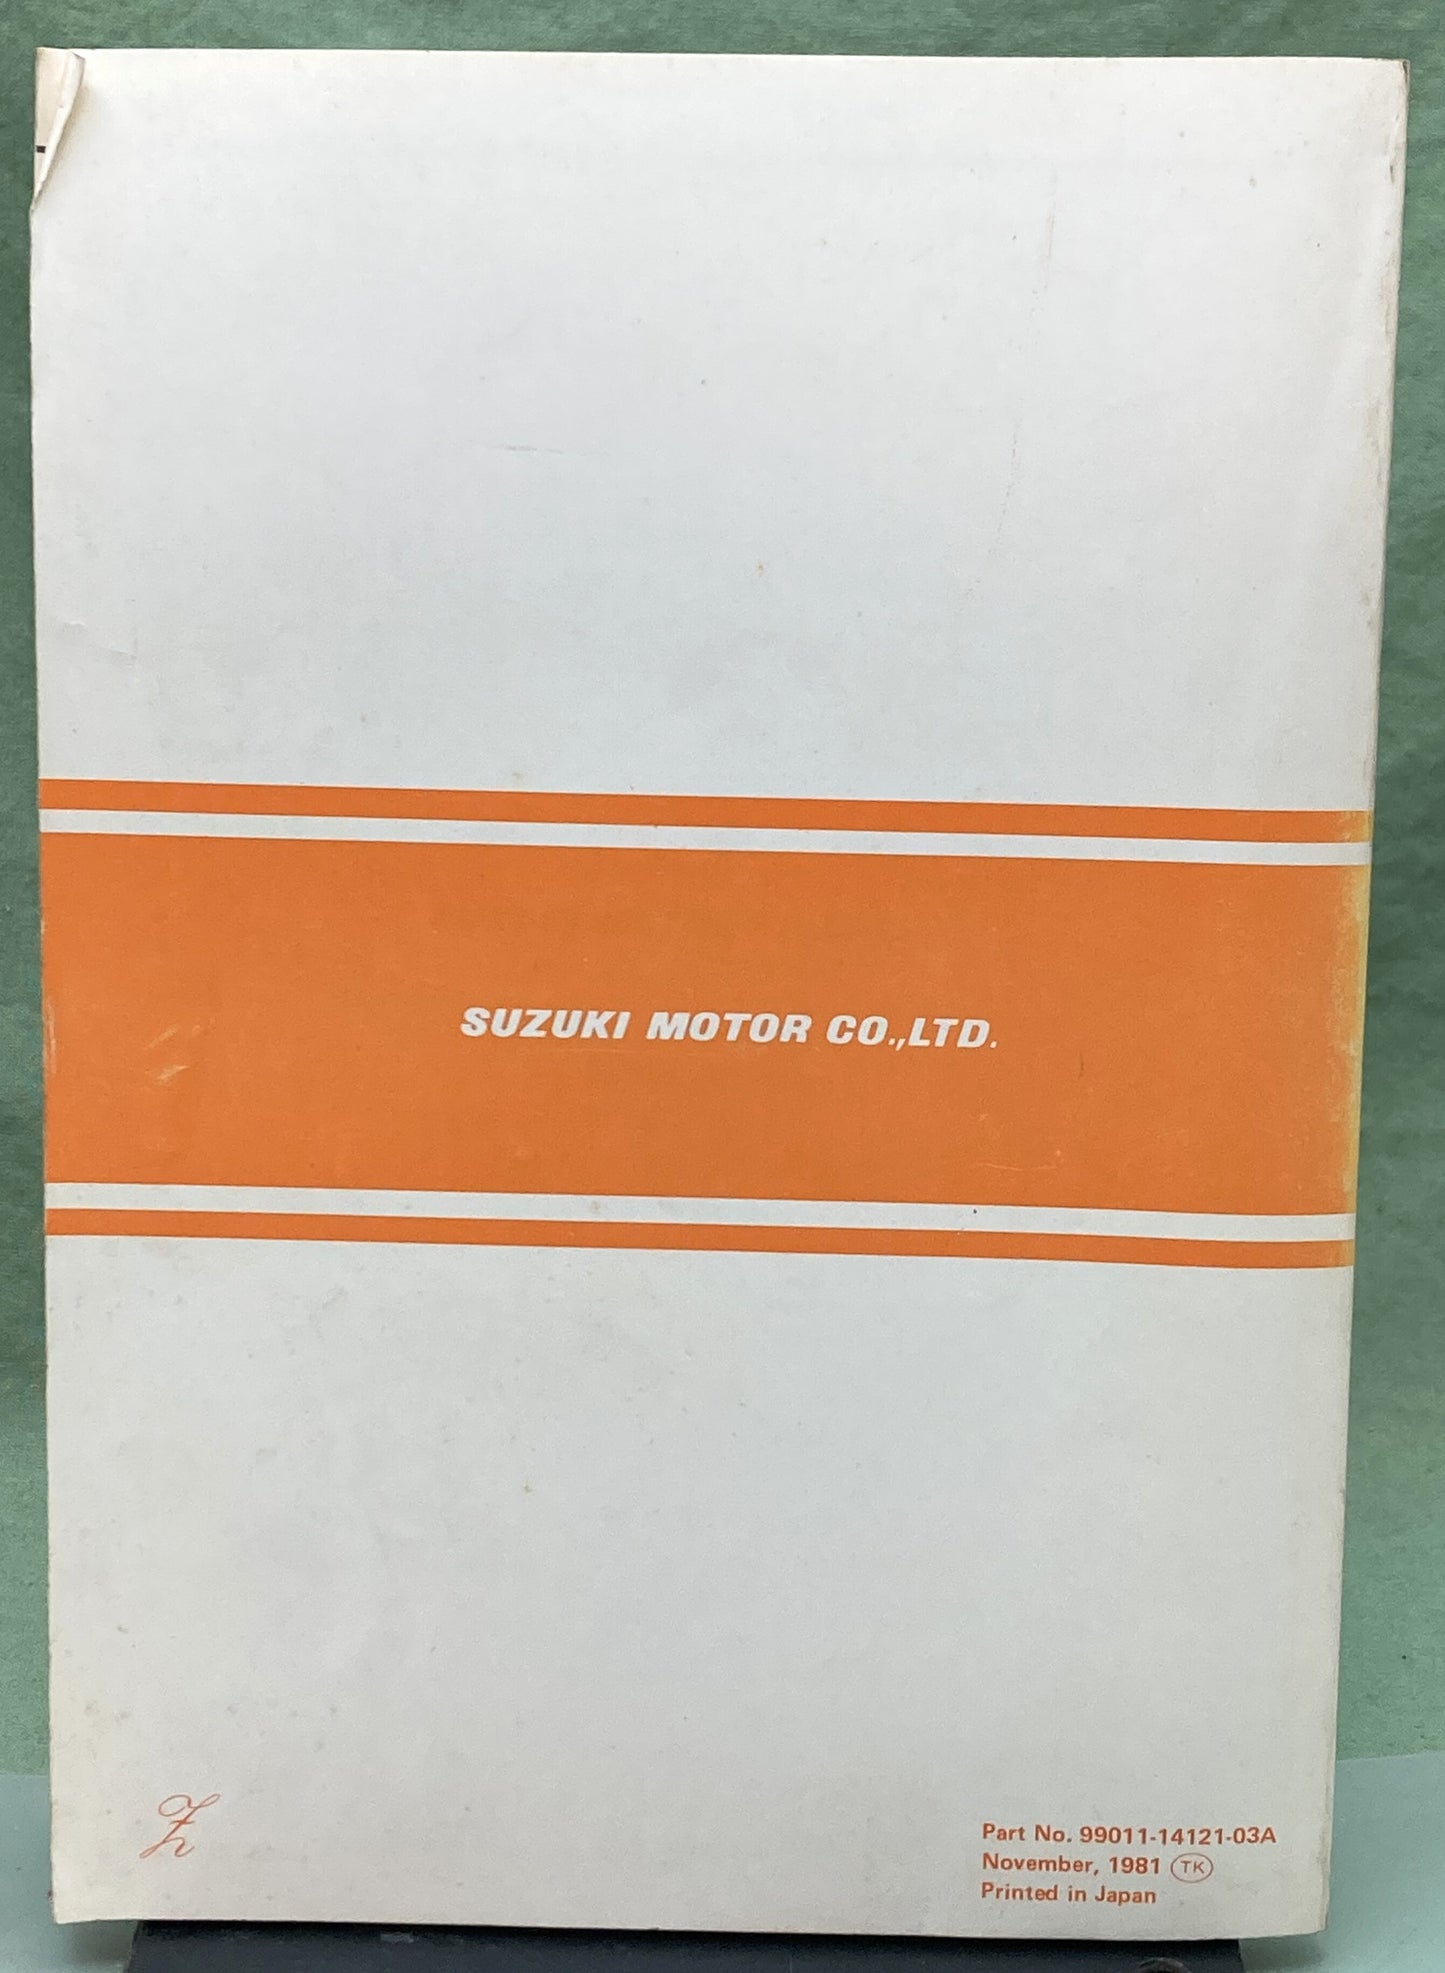 SUZUKI MOTOR CO.,LTD.
Part No. 99011-14121-03A
November, 1981 TK
Printed in Japan